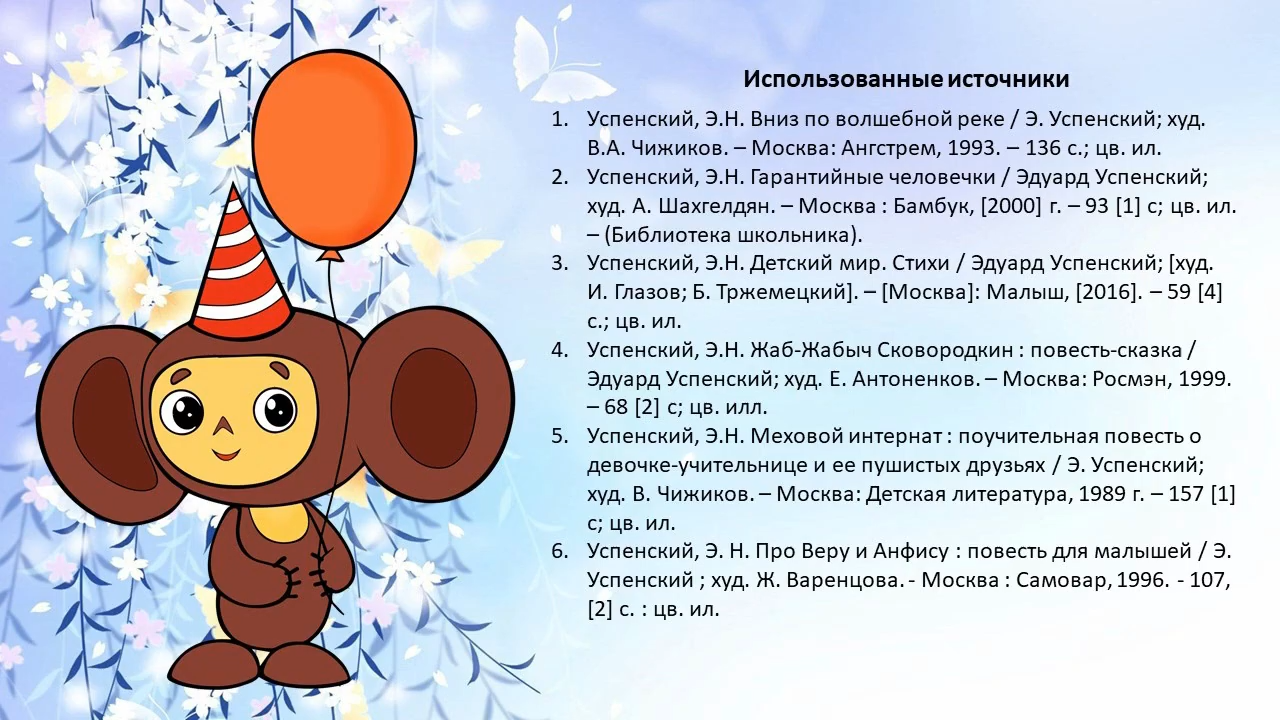 Использованные источники
1. Успенский, Э.Н. Вниз по волшебной реке / Э. Успенский; худ.
В.А. Чижиков. – Москва: Ангстрем, 1993. – 136 с.; цв. ил.
2. Успенский, Э.Н. Гарантийные человечки / Эдуард Успенский;
худ. А. Шахгелдян. – Москва : Бамбук, [2000] г. – 93 [1] с; цв. ил.
– (Библиотека школьника).
3. Успенский, Э.Н. Детский мир. Стихи / Эдуард Успенский; [худ.
И. Глазов; Б. Тржемецкий]. – [Москва]: Малыш, [2016]. – 59 [4]
с.; цв. ил.
4. Успенский, Э.Н. Жаб-Жабыч Сковородкин : повесть-сказка /
Эдуард Успенский; худ. Е. Антоненков. – Москва: Росмэн, 1999.
– 68 [2] с; цв. илл.
5. Успенский, Э.Н. Меховой интернат : поучительная повесть о
девочке-учительнице и ее пушистых друзьях / Э. Успенский;
худ. В. Чижиков. – Москва: Детская литература, 1989 г. – 157 [1]
с; цв. ил.
6. Успенский, Э. Н. Про Веру и Анфису : повесть для малышей / Э.
Успенский ; худ. Ж. Варенцова. - Москва : Самовар, 1996. - 107,
[2] с. : цв. ил.